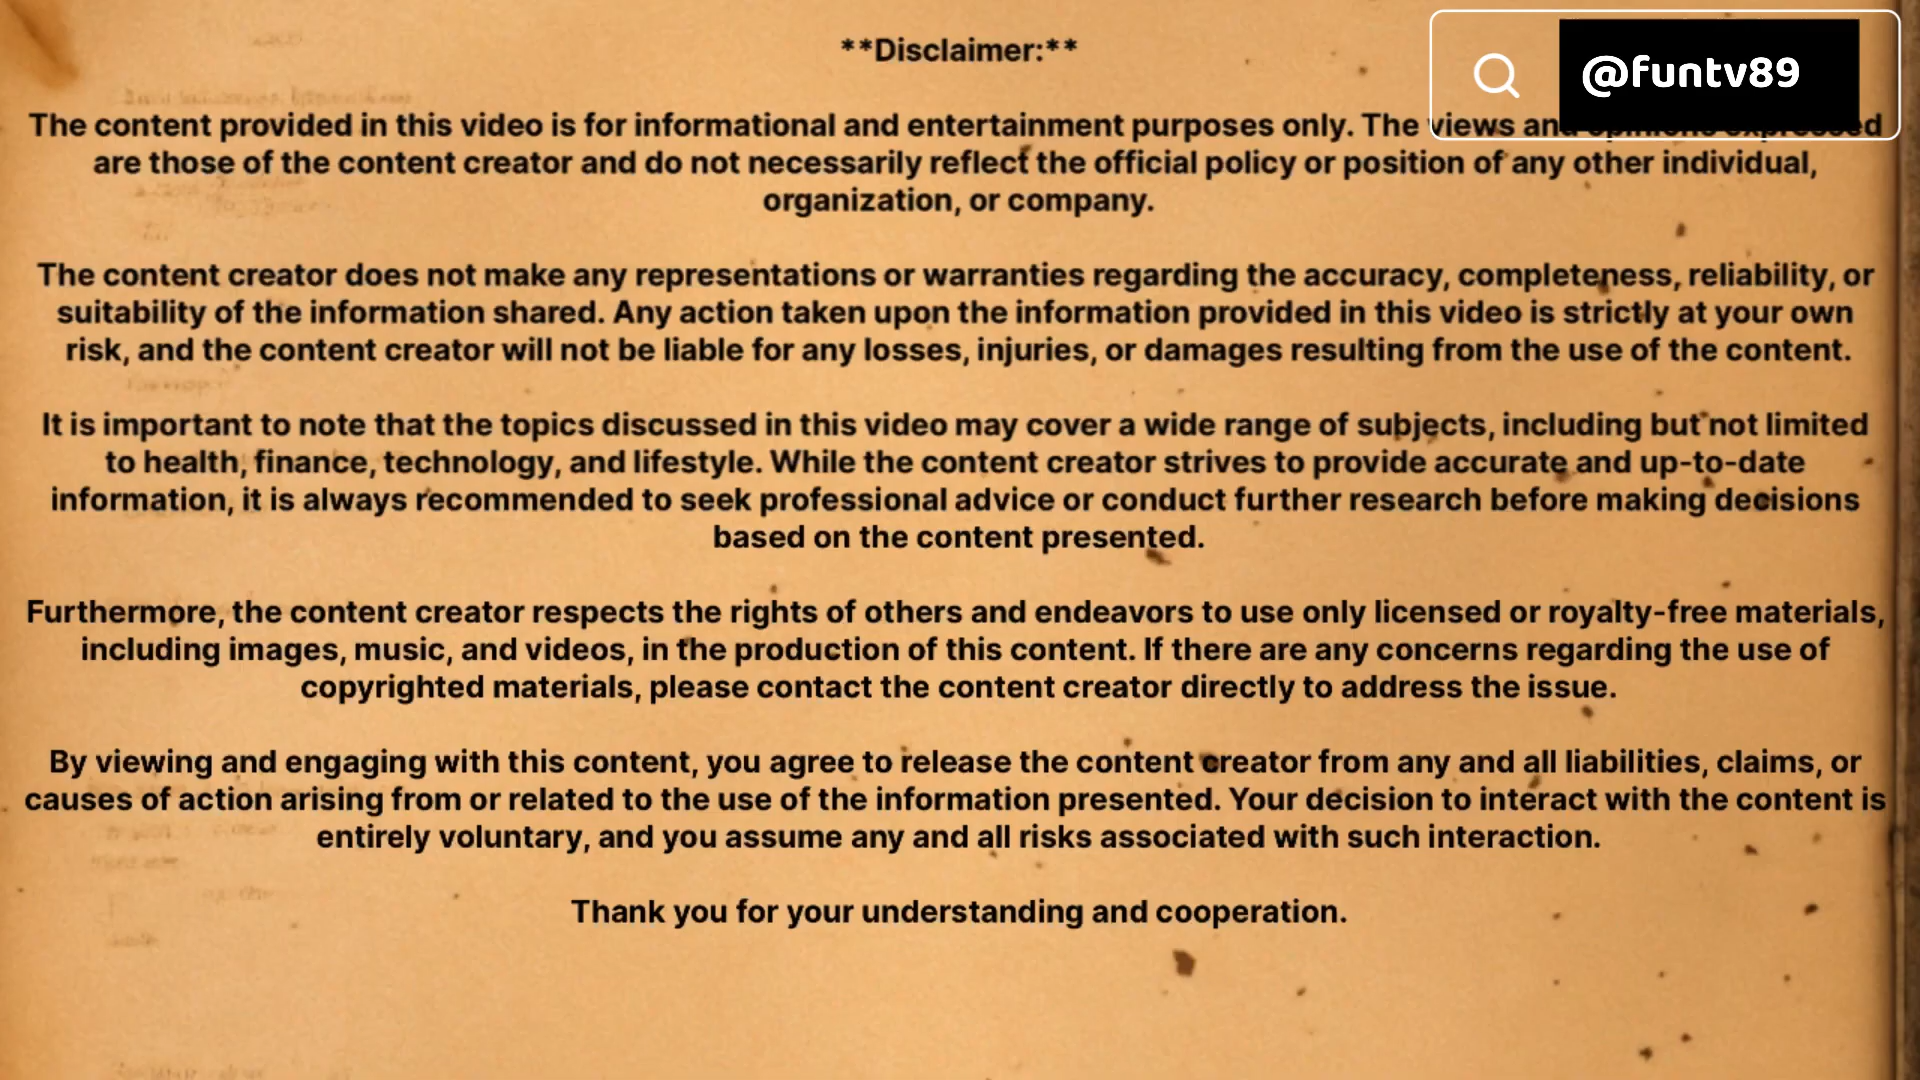 **Disclaimer:**
@funtv89
The content provided in this video is for informational and entertainment purposes only. The views and opinions expressed
are those of the content creator and do not necessarily reflect the official policy or position of any other individual,
organization, or company.
The content creator does not make any representations or warranties regarding the accuracy, completeness, reliability, or
suitability of the information shared. Any action taken upon the information provided in this video is strictly at your own
risk, and the content creator will not be liable for any losses, injuries, or damages resulting from the use of the content.
It is important to note that the topics discussed in this video may cover a wide range of subjects, including but not limited
to health, finance, technology, and lifestyle. While the content creator strives to provide accurate and up-to-date
information, it is always recommended to seek professional advice or conduct further research before making decisions
based on the content presented.
Furthermore, the content creator respects the rights of others and endeavors to use only licensed or royalty-free materials,
including images, music, and videos, in the production of this content. If there are any concerns regarding the use of
copyrighted materials, please contact the content creator directly to address the issue.
By viewing and engaging with this content, you agree to release the content creator from any and all liabilities, claims, or
causes of action arising from or related to the use of the information presented. Your decision to interact with the content is
entirely voluntary, and you assume any and all risks associated with such interaction.
Thank you for your understanding and cooperation.